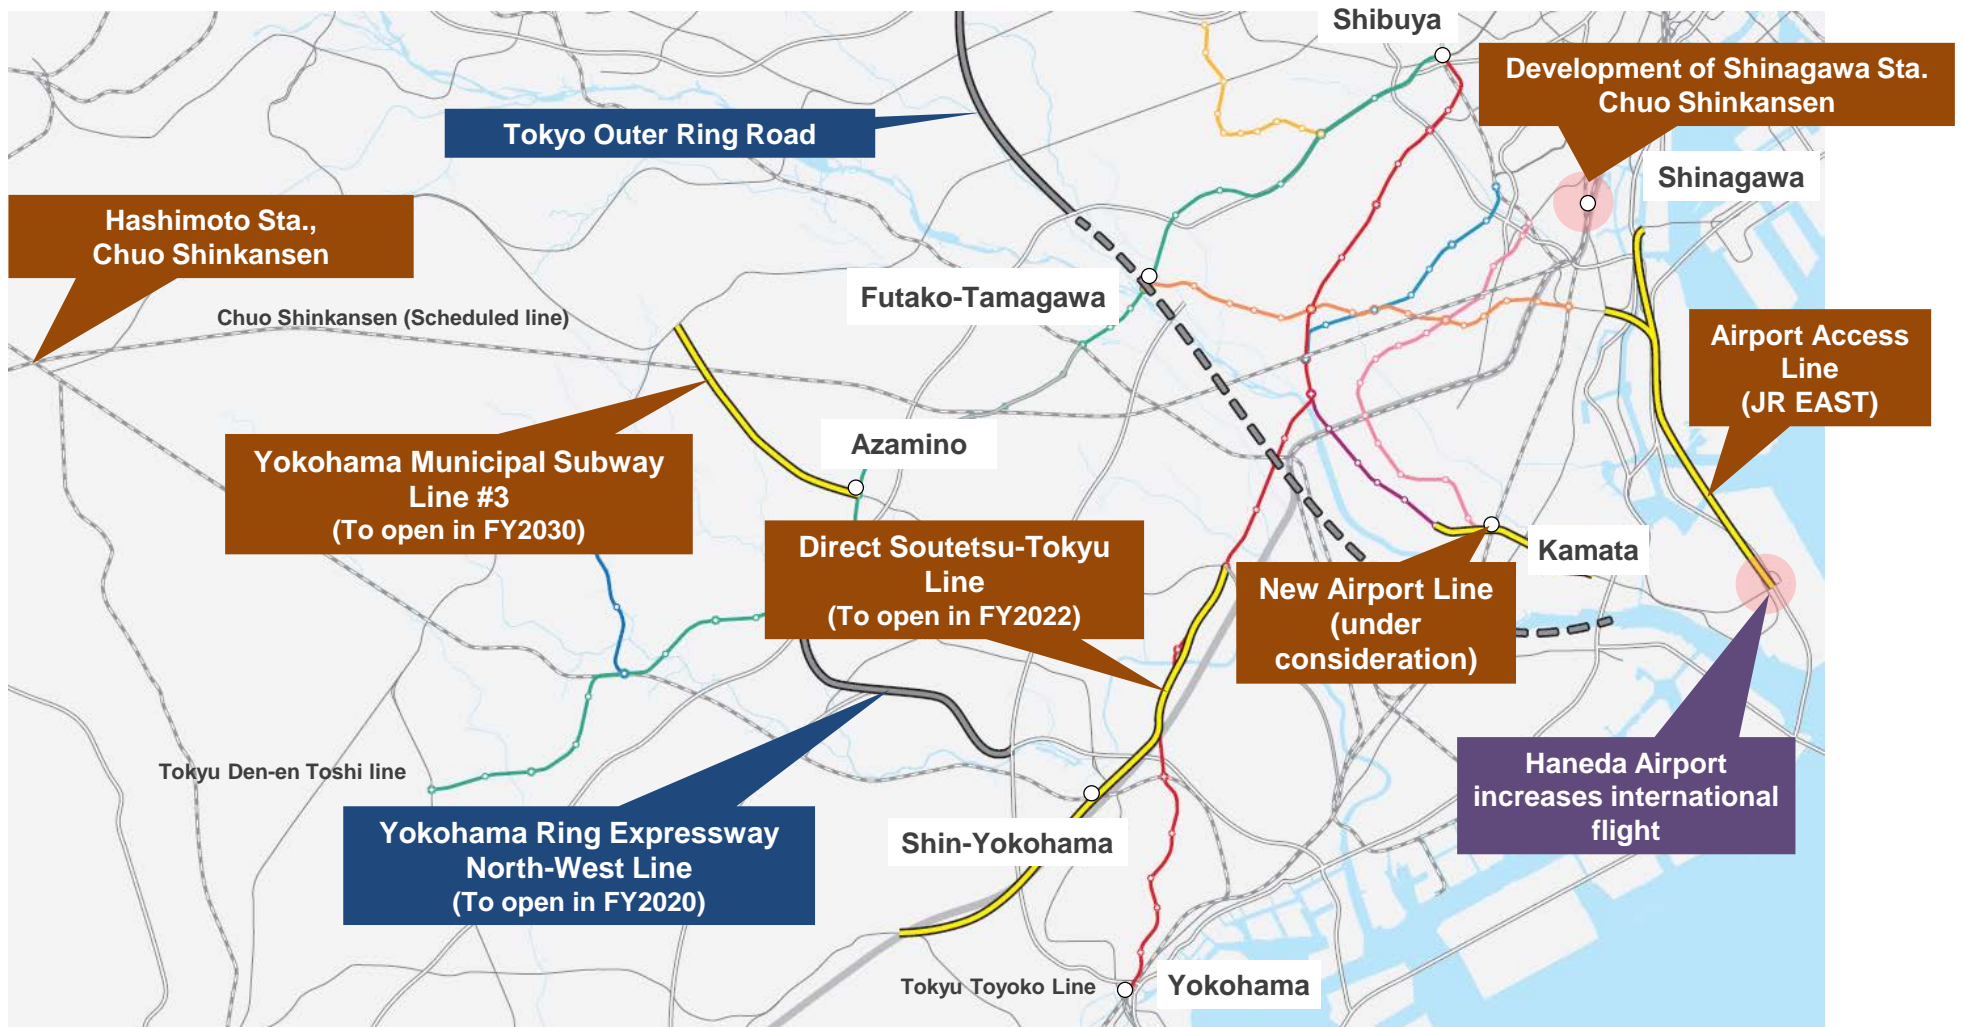 Shibuya
Development of Shinagawa Sta.
Chuo Shinkansen
Tokyo Outer Ring Road
Shinagawa
Hashimoto Sta.,
Chuo Shinkansen
Futako-Tamagawa
Chuo Shinkansen (Scheduled line)
Airport Access
Line
(JR EAST)
Azamino
Yokohama Municipal Subway
Line #3
(To open in FY2030)
Direct Soutetsu-Tokyu
Line
(To open in FY2022)
Kamata
New Airport Line
(under
consideration)
Tokyu Den-en Toshi line
Haneda Airport
increases international
flight
Yokohama Ring Expressway
North-West Line
(To open in FY2020)
Shin-Yokohama
Tokyu Toyoko Line
Yokohama